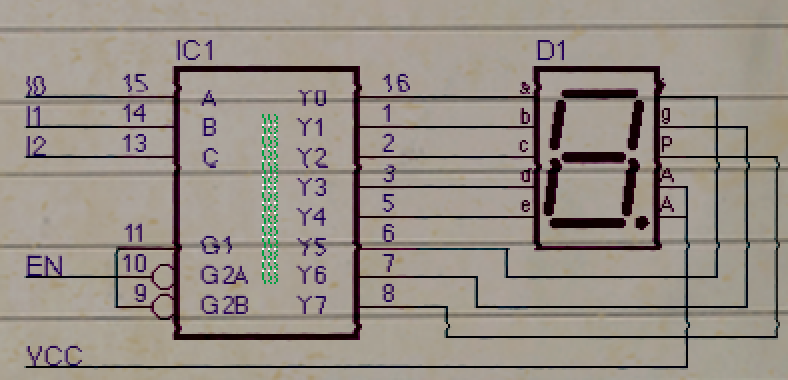 IC1 D1
I0 15 A Y0 16 a f
I1 14 B Y1 1 b g
I2 13 C Y2 2 c P
Y3 3 d A
Y4 5 e A
11 G1 Y5 6
EN 10 G2A Y6 7
9 G2B Y7 8
VCC